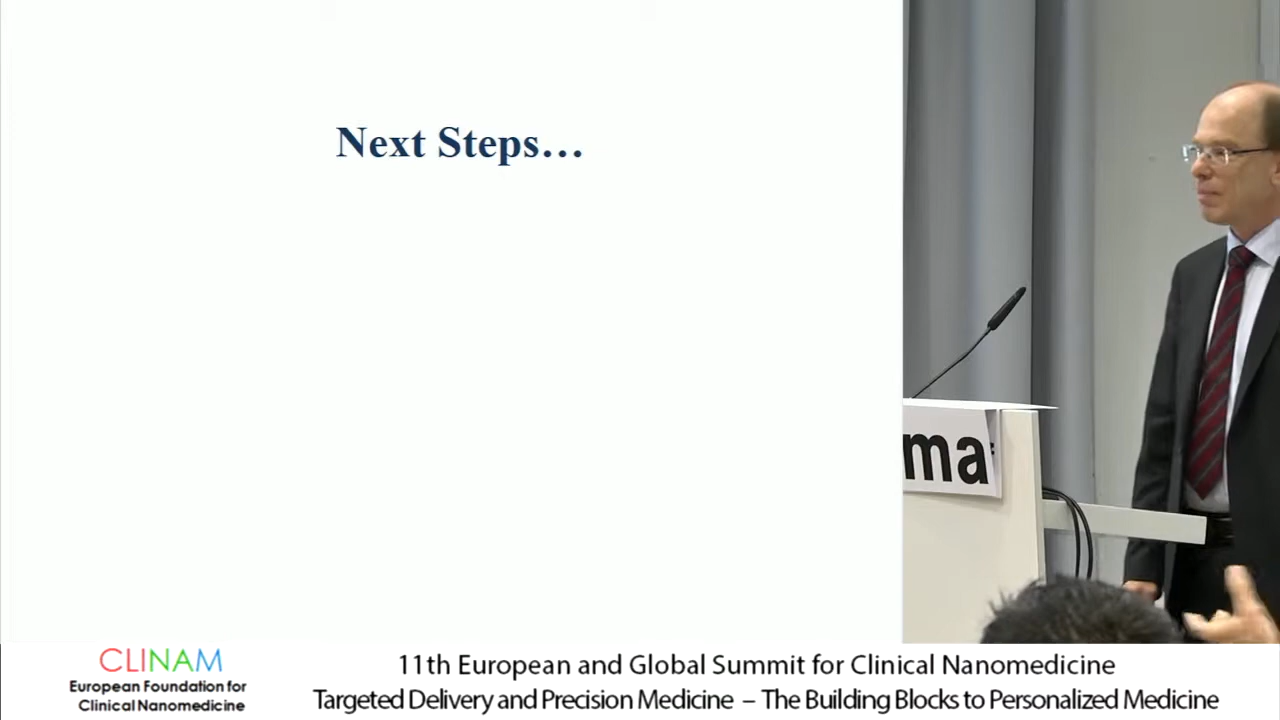 Next Steps…
ma
CLINAM
European Foundation for
Clinical Nanomedicine
11th European and Global Summit for Clinical Nanomedicine
Targeted Delivery and Precision Medicine – The Building Blocks to Personalized Medicine